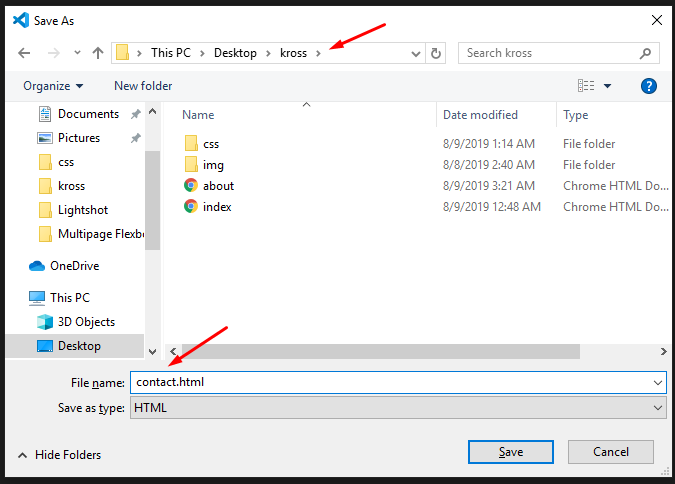 Save As
This PC > Desktop > kross >
Search kross
Organize
New folder
Documents
Pictures
css
kross
Lightshot
Multipage Flexb
OneDrive
This PC
3D Objects
Desktop
Name Date modified Type
css 8/9/2019 1:14 AM File folder
img 8/8/2019 2:40 AM File folder
about 8/9/2019 3:21 AM Chrome HTML Do...
index 8/9/2019 12:48 AM Chrome HTML Do...
File name: contact.html
Save as type: HTML
Hide Folders
Save
Cancel